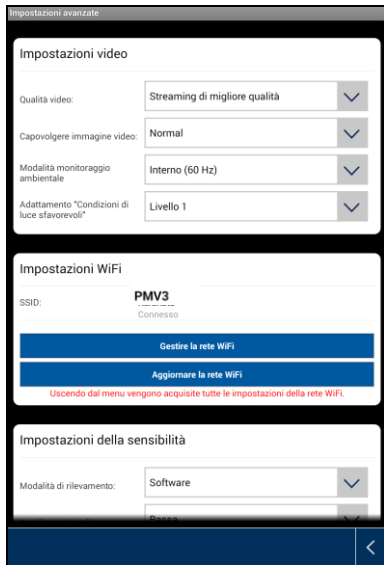 Impostazioni avanzate
Impostazioni video
Qualità video:
Streaming di migliore qualità
Capovolgere immagine video:
Normal
Modalità monitoraggio
ambientale
Interno (60 Hz)
Adattamento "Condizioni di
luce sfavorevoli"
Livello 1
Impostazioni WiFi
SSID:
PMV3
Connesso
Gestire la rete WiFi
Aggiornare la rete WiFi
Uscendo dal menu vengono acquisite tutte le impostazioni della rete WiFi.
Impostazioni della sensibilità
Modalità di rilevamento:
Software